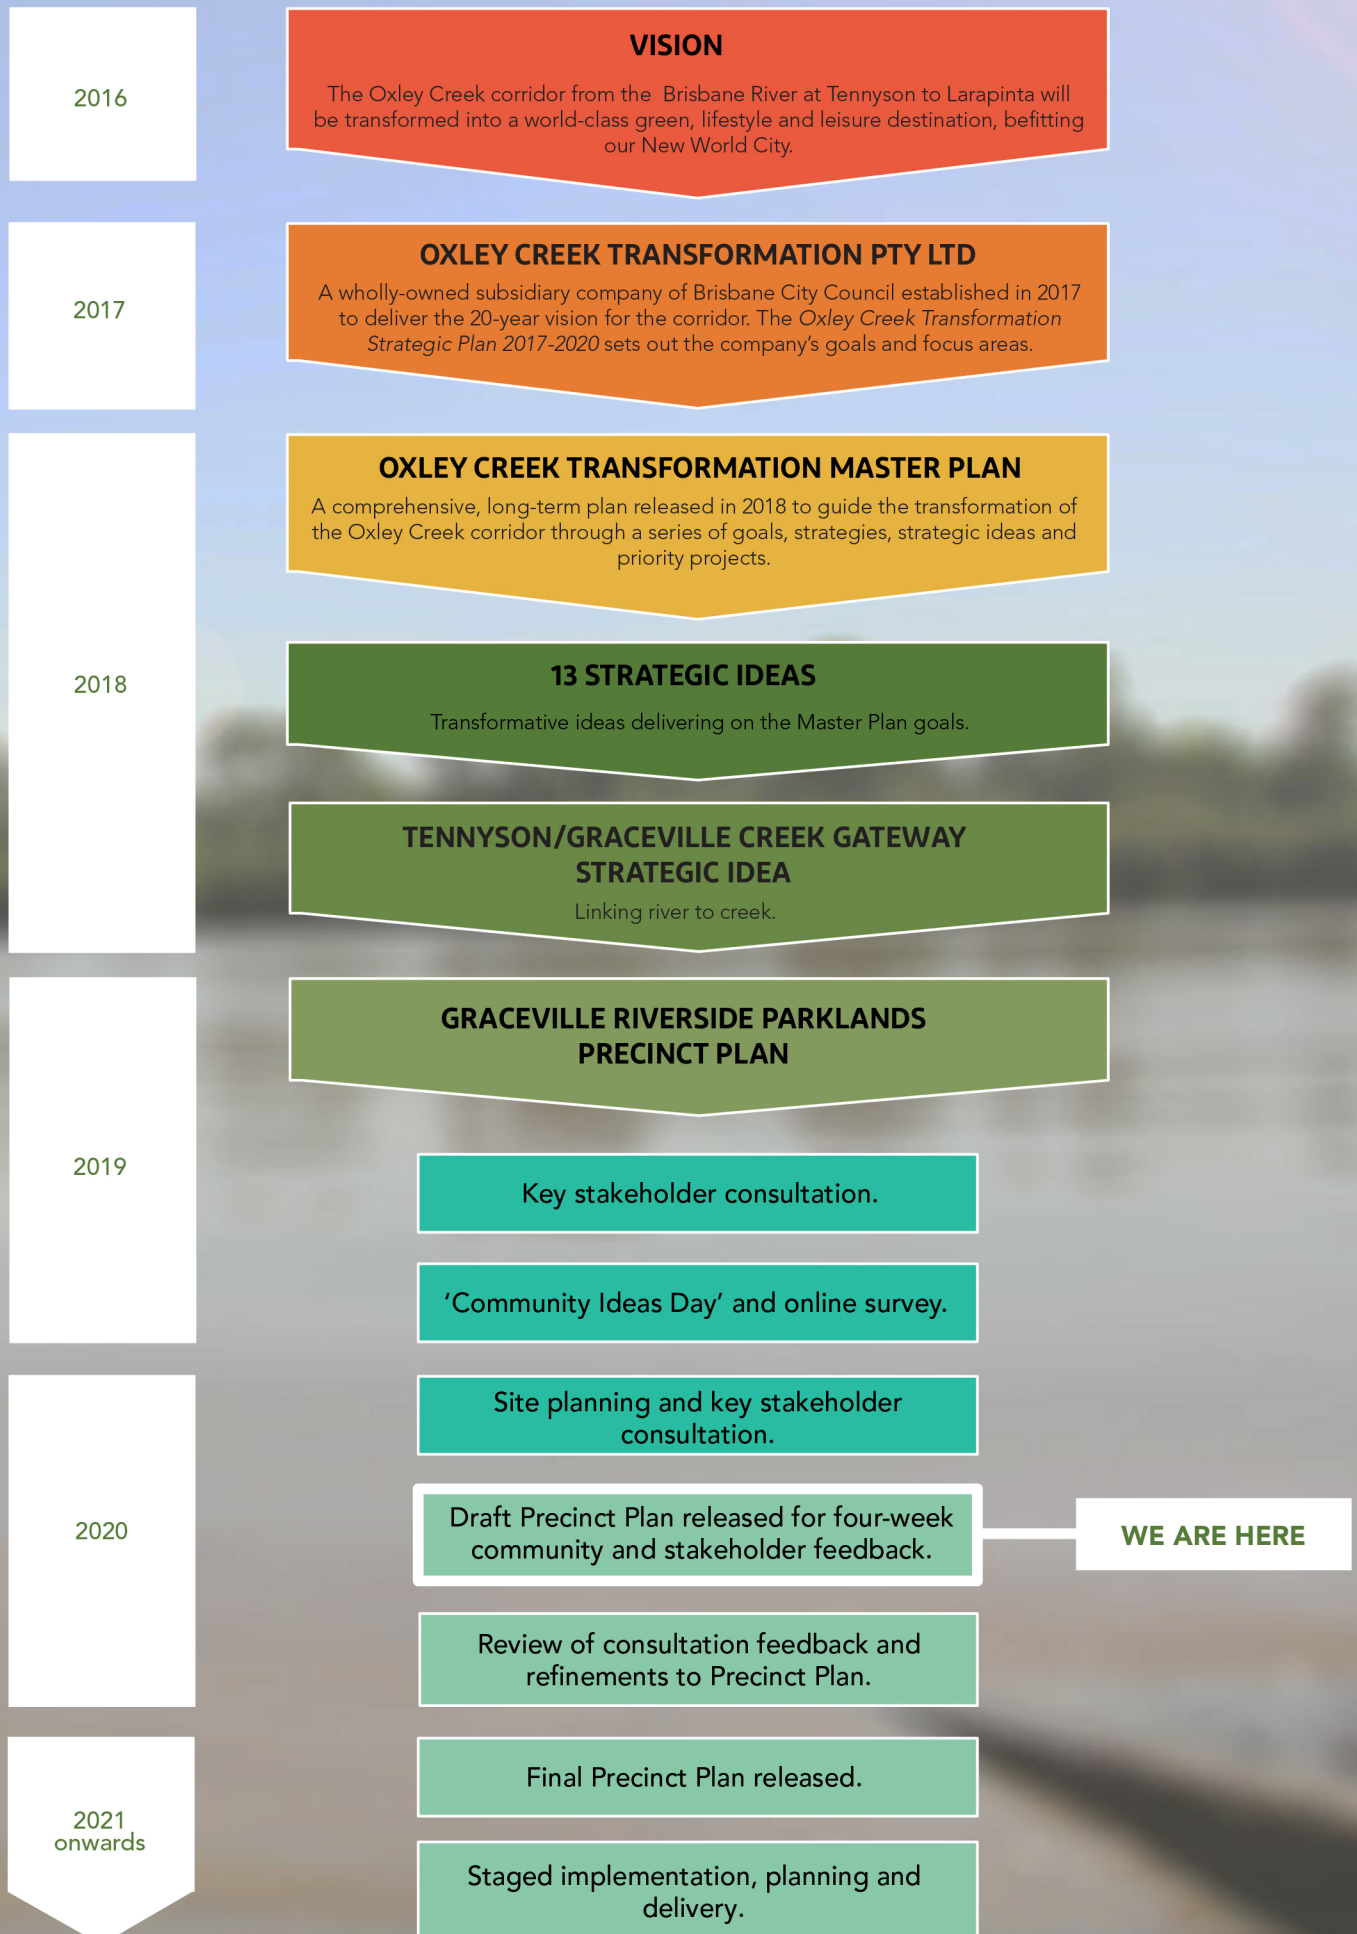 2016
VISION
The Oxley Creek corridor from the Brisbane River at Tennyson to Larapinta will
be transformed into a world-class green, lifestyle and leisure destination, befitting
our New World City.
2017
OXLEY CREEK TRANSFORMATION PTY LTD
A wholly-owned subsidiary company of Brisbane City Council established in 2017
to deliver the 20-year vision for the corridor. The Oxley Creek Transformation
Strategic Plan 2017-2020 sets out the company's goals and focus areas.
2018
OXLEY CREEK TRANSFORMATION MASTER PLAN
A comprehensive, long-term plan released in 2018 to guide the transformation of
the Oxley Creek corridor through a series of goals, strategies, strategic ideas and
priority projects.
13 STRATEGIC IDEAS
Transformative ideas delivering on the Master Plan goals.
TENNYSON/GRACEVILLE CREEK GATEWAY
STRATEGIC IDEA
Linking river to creek.
2019
GRACEVILLE RIVERSIDE PARKLANDS
PRECINCT PLAN
Key stakeholder consultation.
‘Community Ideas Day’ and online survey.
2020
Site planning and key stakeholder
consultation.
Draft Precinct Plan released for four-week
community and stakeholder feedback.
WE ARE HERE
Review of consultation feedback and
refinements to Precinct Plan.
2021
onwards
Final Precinct Plan released.
Staged implementation, planning and
delivery.